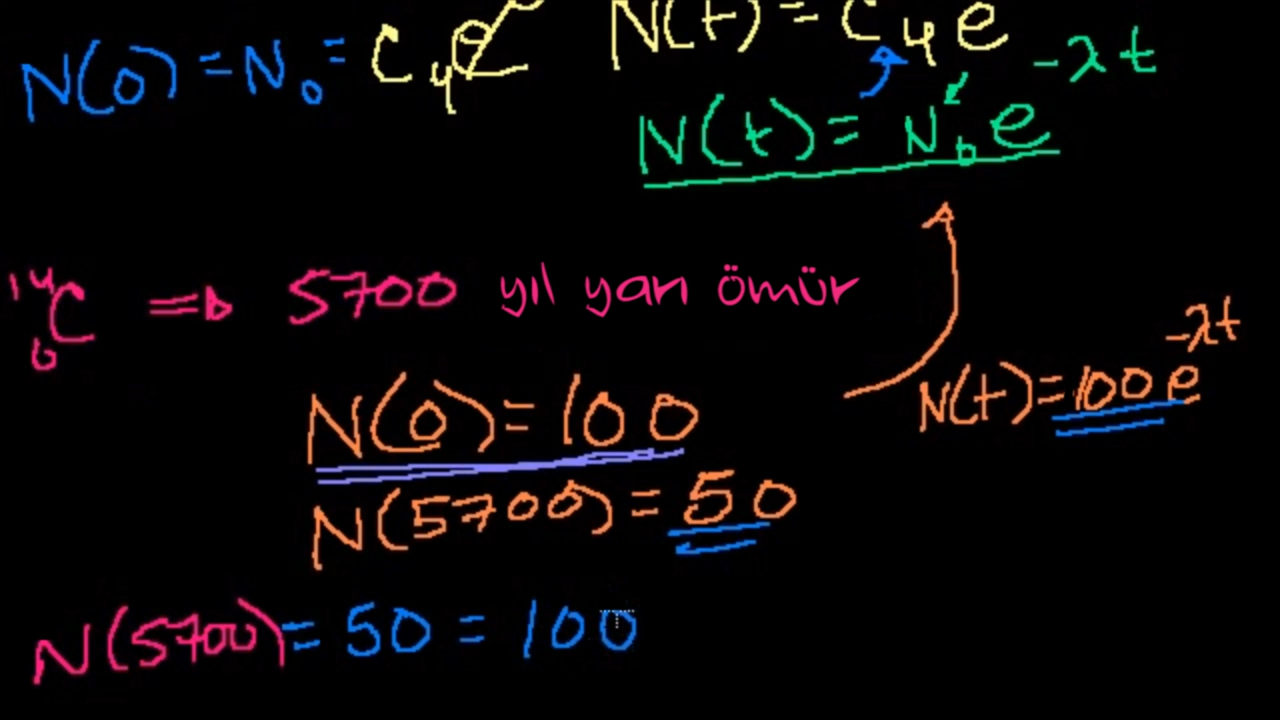 N(t) = C₄e
N(0) = N₀ = C₄e
N(t) = N₀e^(-λt)
¹⁴₆C ⇒ 5700 yıl yarı ömür
N(0) = 100
N(t) = 100e^(-λt)
N(5700) = 50
N(5700) = 50 = 100